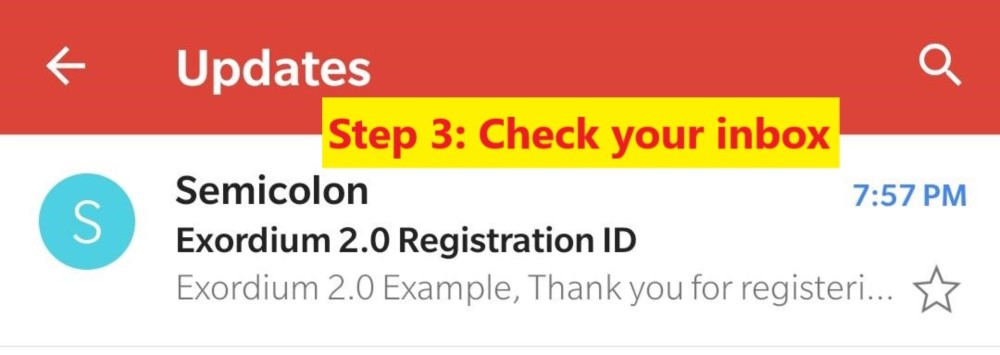 Updates
Step 3: Check your inbox
S
Semicolon
7:57 PM
Exordium 2.0 Registration ID
Exordium 2.0 Example, Thank you for registeri...